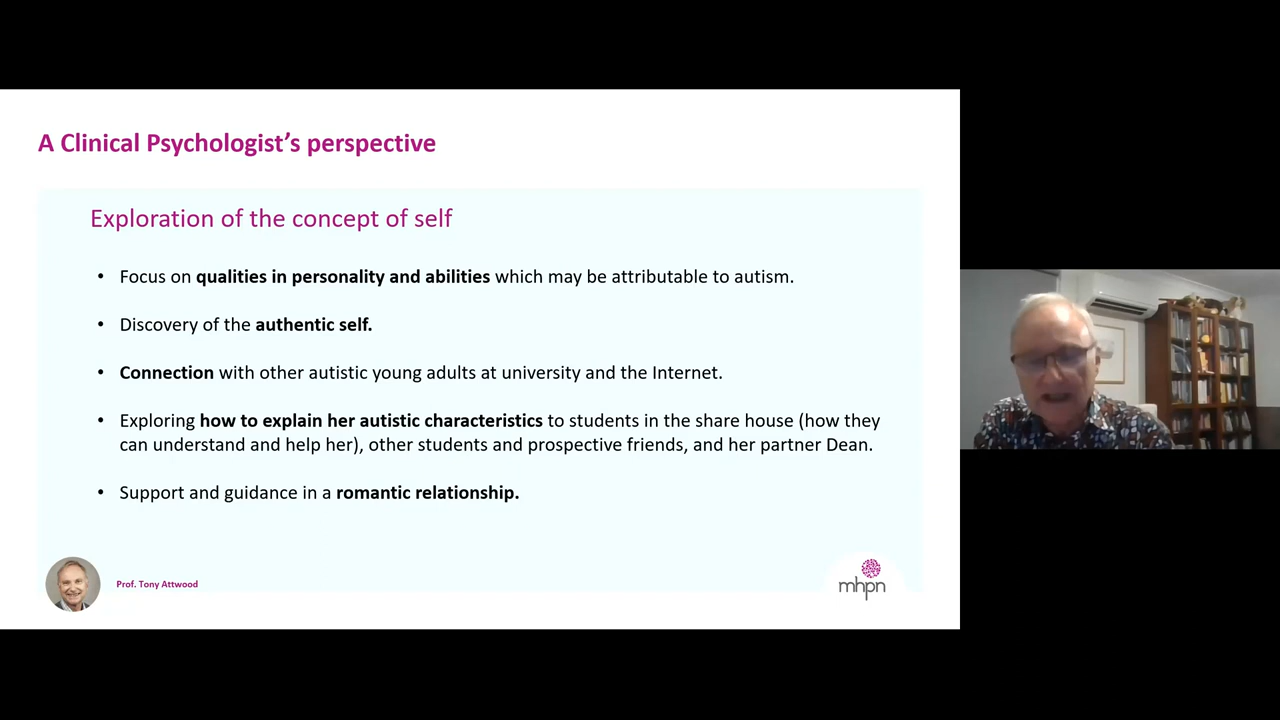 A Clinical Psychologist’s perspective
Exploration of the concept of self
• Focus on qualities in personality and abilities which may be attributable to autism.
• Discovery of the authentic self.
• Connection with other autistic young adults at university and the Internet.
• Exploring how to explain her autistic characteristics to students in the share house (how they
can understand and help her), other students and prospective friends, and her partner Dean.
• Support and guidance in a romantic relationship.
Prof. Tony Attwood
mhpn